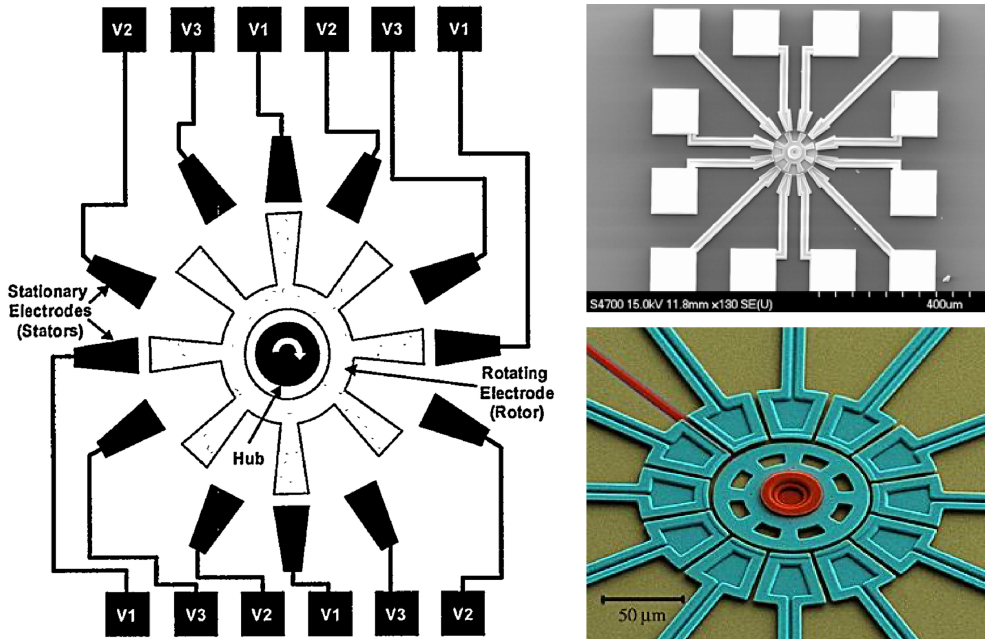 V2 V3 V1 V2 V3 V1
Stationary
Electrodes
(Stators)
Rotating
Electrode
(Rotor)
Hub
V1 V3 V2 V1 V3 V2
S4700 15.0kV 11.8mm x130 SE(U)
400um
50 μm